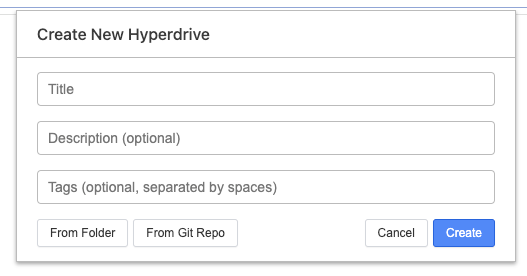 Create New Hyperdrive
Title
Description (optional)
Tags (optional, separated by spaces)
From Folder From Git Repo Cancel Create